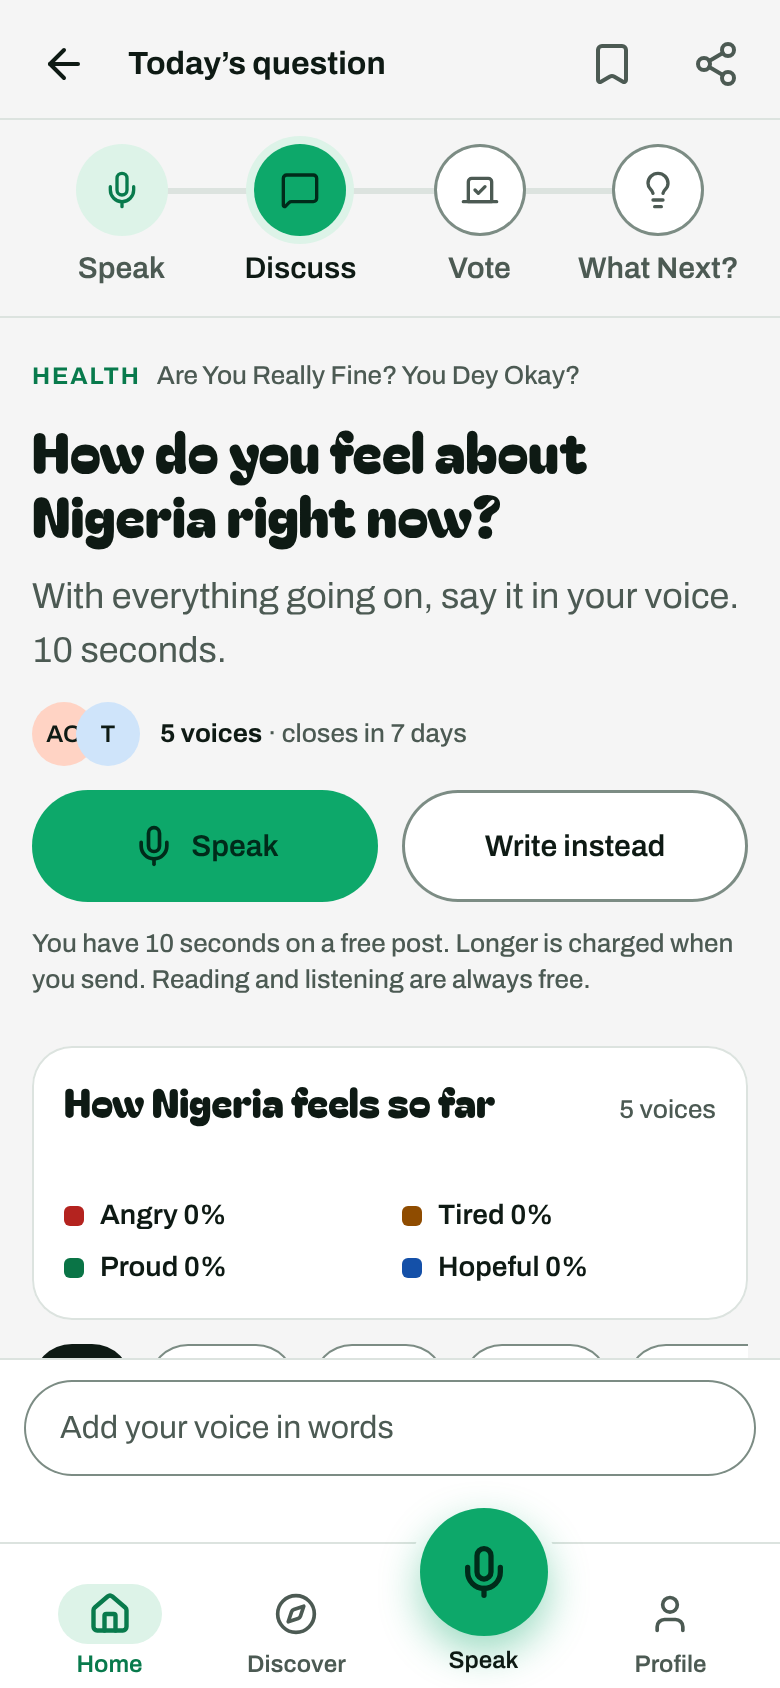 Today’s question
Speak
Discuss
Vote
What Next?
HEALTH Are You Really Fine? You Dey Okay?
How do you feel about
Nigeria right now?
With everything going on, say it in your voice.
10 seconds.
T
5 voices · closes in 7 days
Speak
Write instead
You have 10 seconds on a free post. Longer is charged when
you send. Reading and listening are always free.
How Nigeria feels so far
5 voices
Angry 0%
Tired 0%
Proud 0%
Hopeful 0%
Add your voice in words
Home
Discover
Speak
Profile